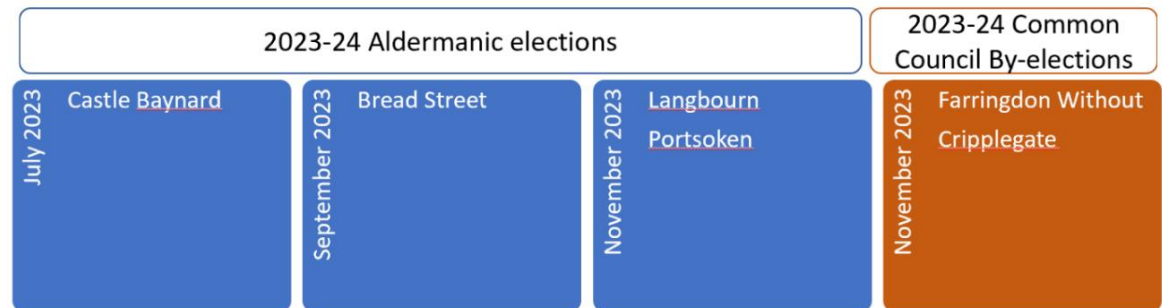 2023-24 Aldermanic elections
2023-24 Common
Council By-elections
July 2023
Castle Baynard
September 2023
Bread Street
November 2023
Langbourn
Portsoken
November 2023
Farringdon Without
Cripplegate